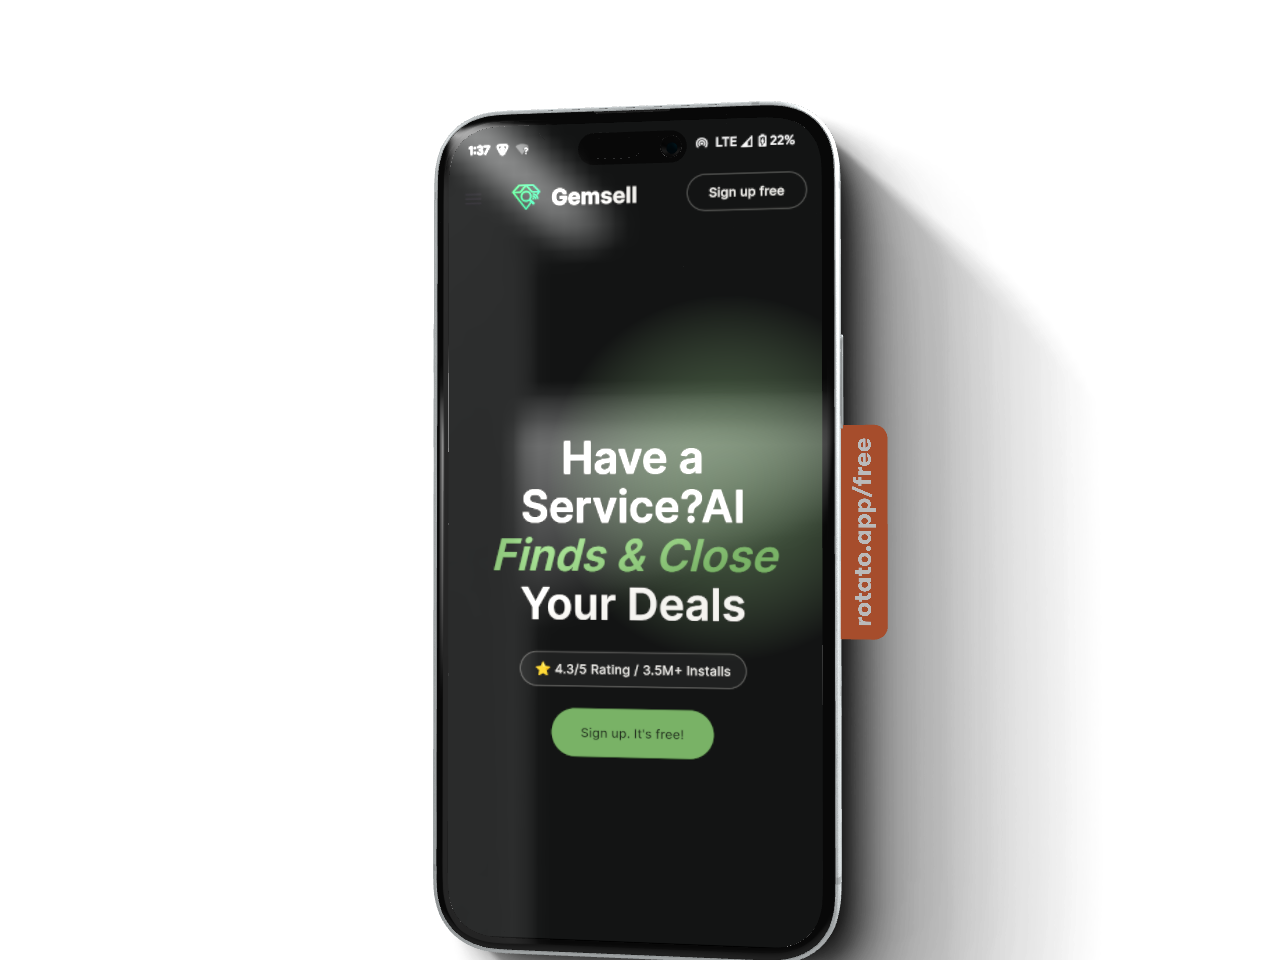 1:37
LTE 22%
Gemsell
Sign up free
Have a
Service?AI
Finds & Close
Your Deals
4.3/5 Rating / 3.5M+ Installs
Sign up. It's free!
rotato.app/free